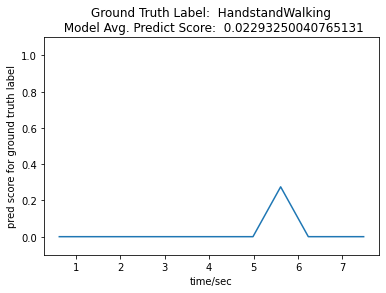 Ground Truth Label:  HandstandWalking
Model Avg. Predict Score:  0.02293250040765131
1.0
0.8
0.6
0.4
0.2
0.0
pred score for ground truth label
1 2 3 4 5 6 7
time/sec